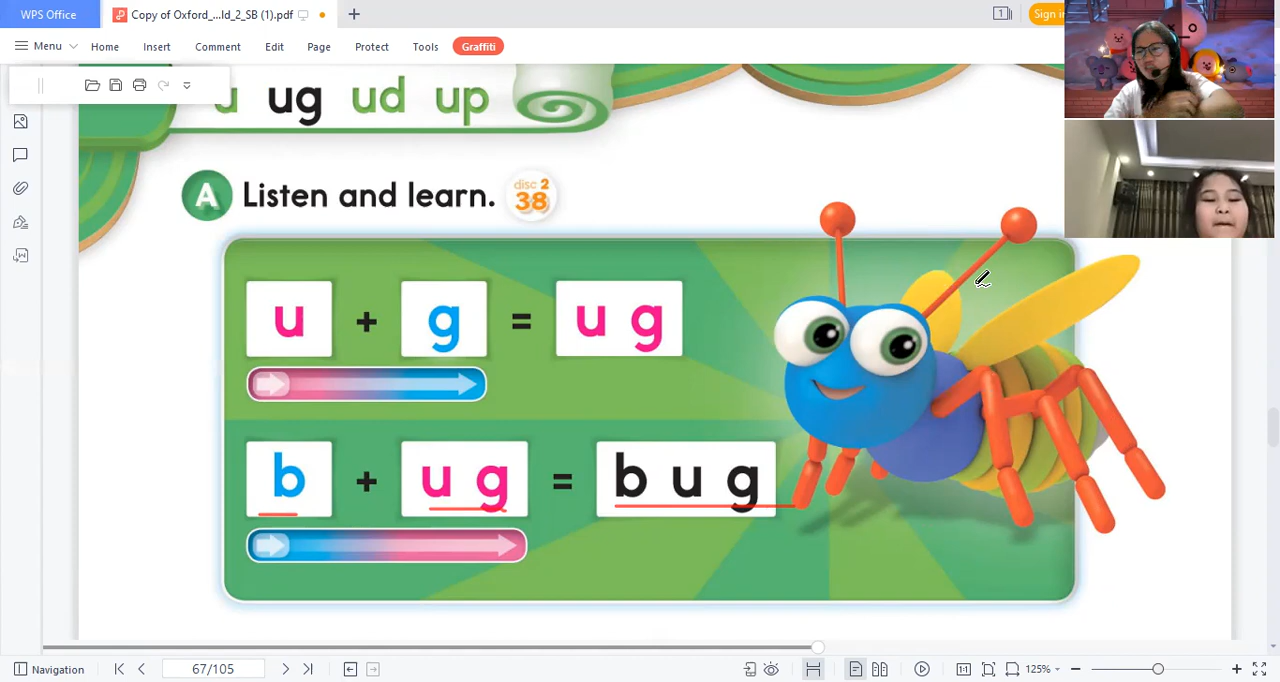 WPS Office
Copy of Oxford_...ld_2_SB (1).pdf
1
Sign in
Menu Home Insert Comment Edit Page Protect Tools Graffiti
u ug ud up
A Listen and learn. disc 2 38
u + g = u g
b + u g = b u g
Navigation 67/105 125%